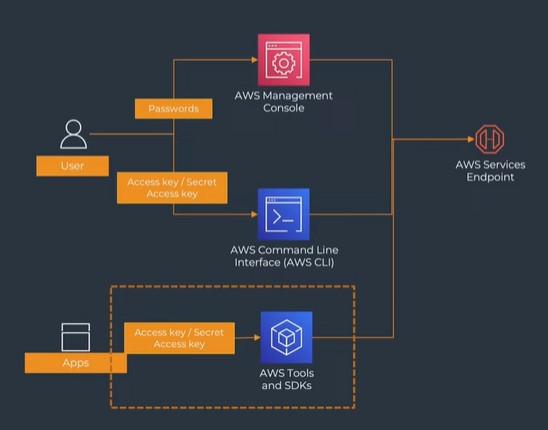 AWS Management
Console
Passwords
User
AWS Services
Endpoint
Access key / Secret
Access key
AWS Command Line
Interface (AWS CLI)
Access key / Secret
Access key
Apps
AWS Tools
and SDKs